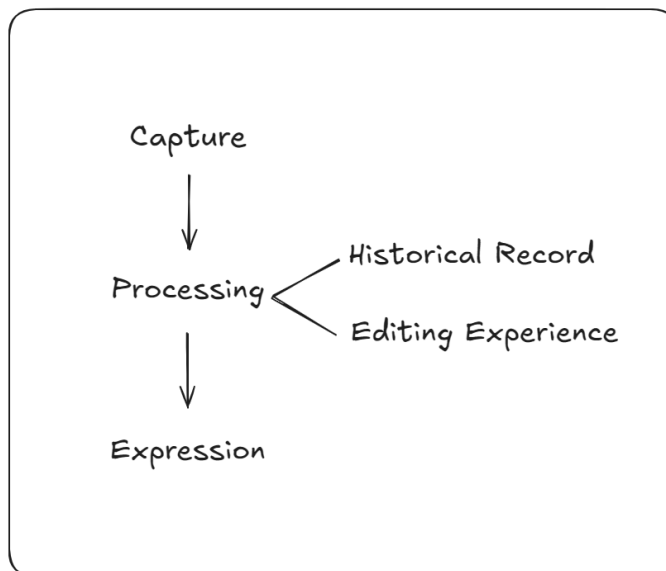 Capture
Historical Record
Processing
Editing Experience
Expression